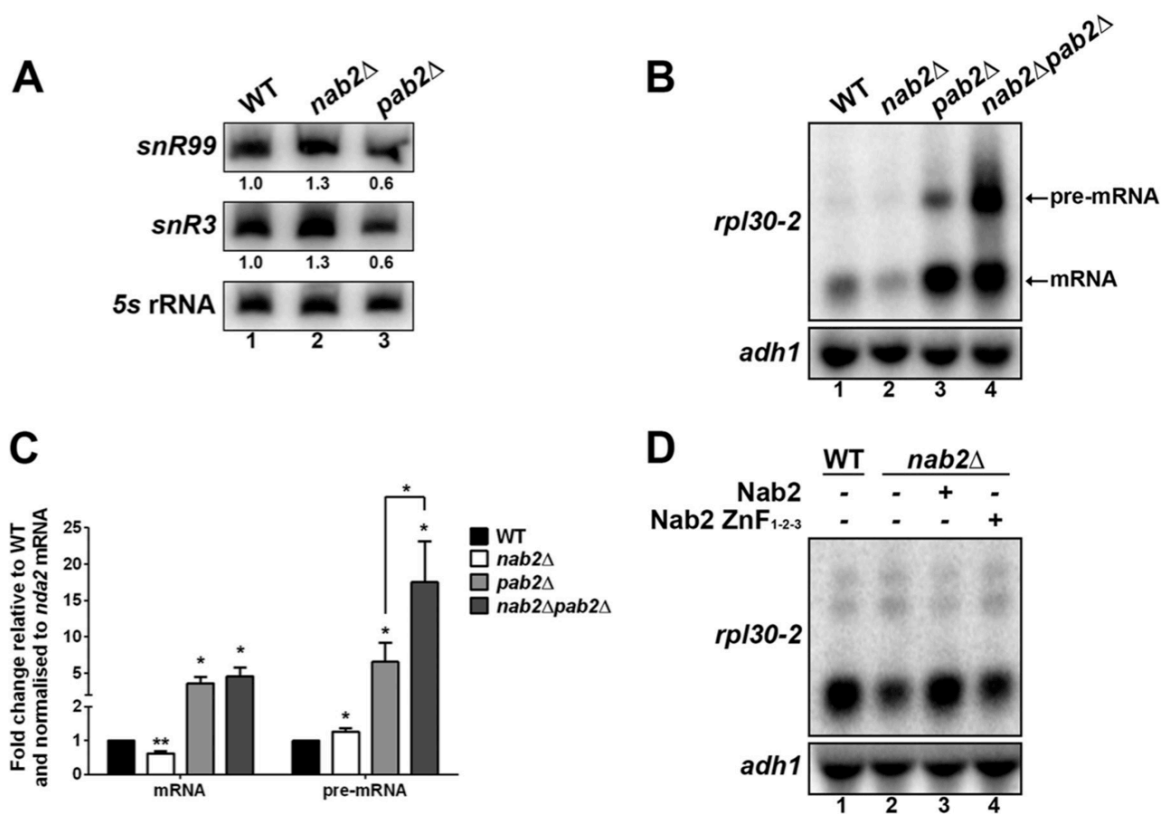 A
WT nab2Δ pab2Δ
snR99
1.0 1.3 0.6
snR3
1.0 1.3 0.6
5s rRNA
1 2 3
B
WT nab2Δ pab2Δ nab2Δpab2Δ
rpl30-2
←pre-mRNA
←mRNA
adh1
1 2 3 4
C
Fold change relative to WT
and normalised to nda2 mRNA
25
20
15
10
5
2
1
0
** * *
* * * *
mRNA pre-mRNA
WT
nab2Δ
pab2Δ
nab2Δpab2Δ
D
WT nab2Δ
Nab2 - - + -
Nab2 ZnF1-2-3 - - - +
rpl30-2
adh1
1 2 3 4